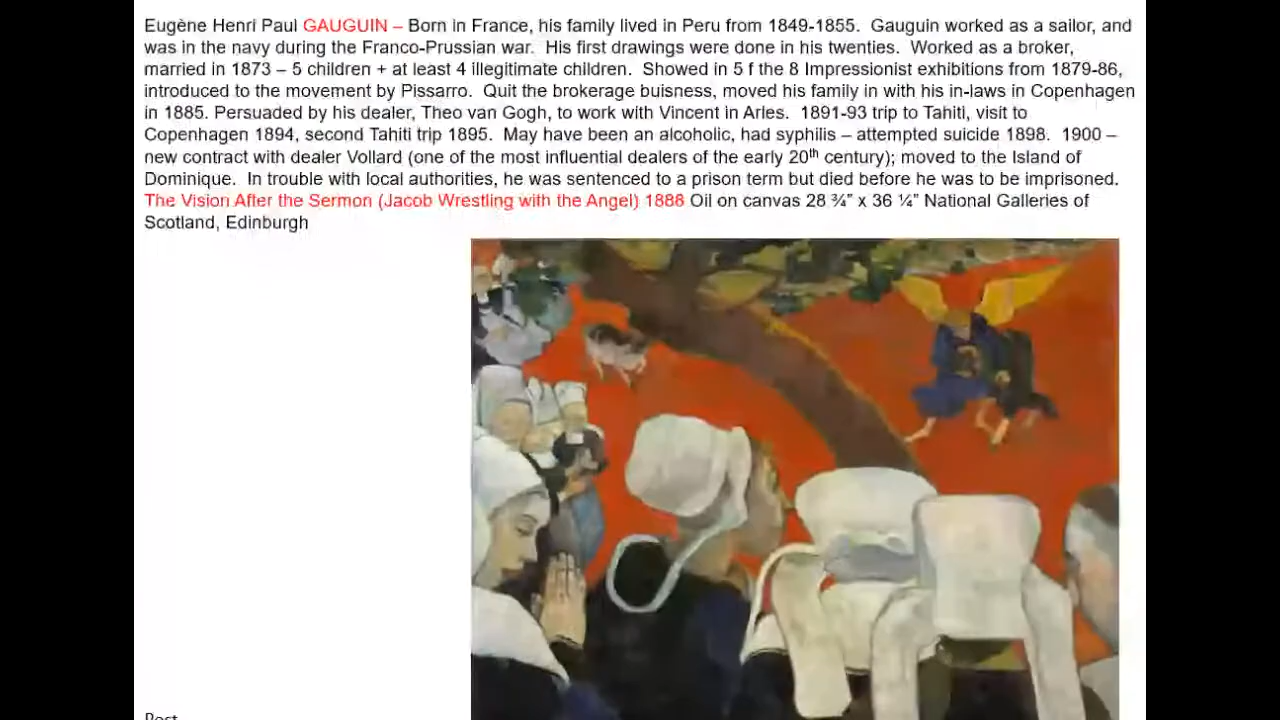 Eugène Henri Paul GAUGUIN – Born in France, his family lived in Peru from 1849-1855. Gauguin worked as a sailor, and
was in the navy during the Franco-Prussian war. His first drawings were done in his twenties. Worked as a broker,
married in 1873 – 5 children + at least 4 illegitimate children. Showed in 5 f the 8 Impressionist exhibitions from 1879-86,
introduced to the movement by Pissarro. Quit the brokerage buisness, moved his family in with his in-laws in Copenhagen
in 1885. Persuaded by his dealer, Theo van Gogh, to work with Vincent in Arles. 1891-93 trip to Tahiti, visit to
Copenhagen 1894, second Tahiti trip 1895. May have been an alcoholic, had syphilis – attempted suicide 1898. 1900 –
new contract with dealer Vollard (one of the most influential dealers of the early 20th century); moved to the Island of
Dominique. In trouble with local authorities, he was sentenced to a prison term but died before he was to be imprisoned.
The Vision After the Sermon (Jacob Wrestling with the Angel) 1888 Oil on canvas 28 ¾” x 36 ¼” National Galleries of
Scotland, Edinburgh
Post